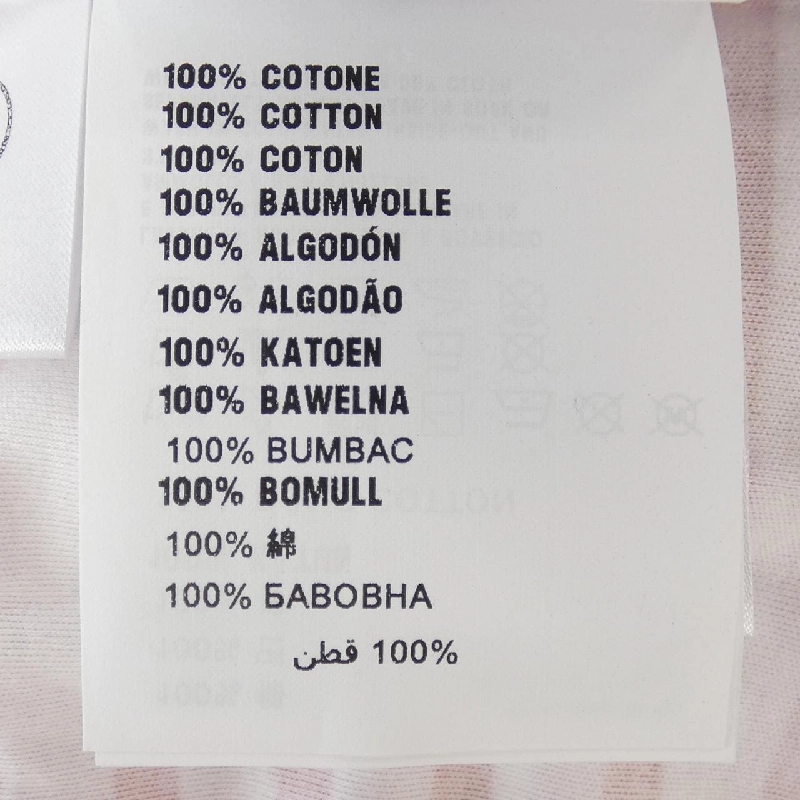 100% COTONE
100% COTTON
100% COTON
100% BAUMWOLLE
100% ALGODÓN
100% ALGODÃO
100% KATOEN
100% BAWELNA
100% BUMBAC
100% BOMULL
100% 綿
100% БАВОВНА
100% قطن